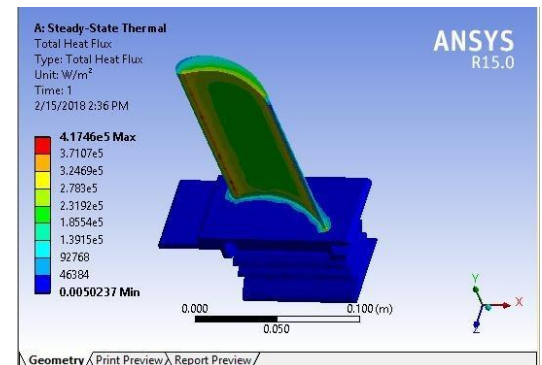 A: Steady-State Thermal
Total Heat Flux
Type: Total Heat Flux
Unit: W/m²
Time: 1
2/15/2018 2:36 PM
ANSYS
R15.0
4.1746e5 Max
3.7107e5
3.2469e5
2.783e5
2.3192e5
1.8554e5
1.3915e5
92768
46384
0.0050237 Min
0.000
0.100 (m)
0.050
Y
X
Z
Geometry
Print Preview
Report Preview